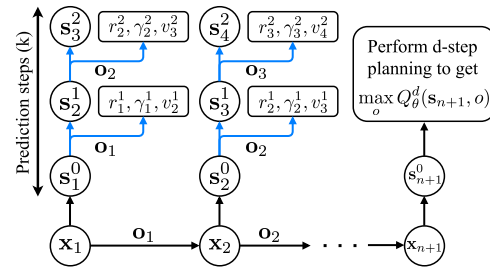 Prediction steps (k)
s_3^2
r_2^2, γ_2^2, v_3^2
s_4^2
r_3^2, γ_3^2, v_4^2
o_2
o_3
s_2^1
r_1^1, γ_1^1, v_2^1
s_3^1
r_2^1, γ_2^1, v_3^1
o_1
o_2
s_1^0
s_2^0
Perform d-step
planning to get
max_o Q_θ^d(s_{n+1}, o)
s_{n+1}^0
x_1
o_1
x_2
o_2
· · ·
x_{n+1}